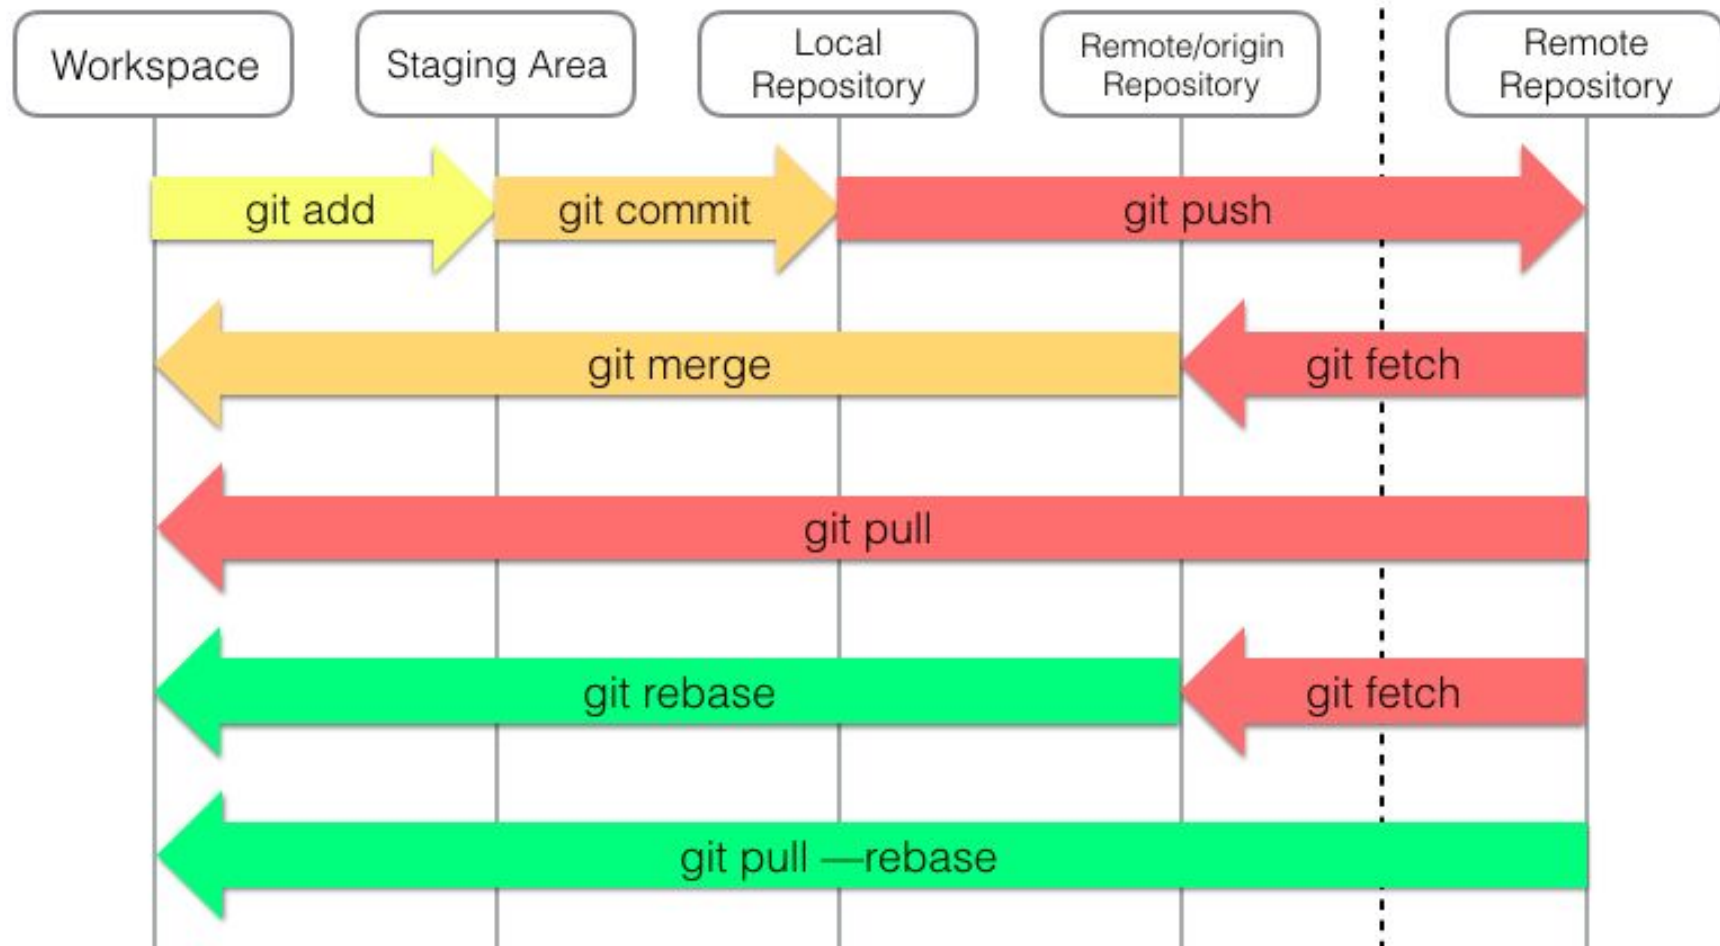 Workspace
Staging Area
Local
Repository
Remote/origin
Repository
Remote
Repository
git add
git commit
git push
git merge
git fetch
git pull
git rebase
git fetch
git pull —rebase